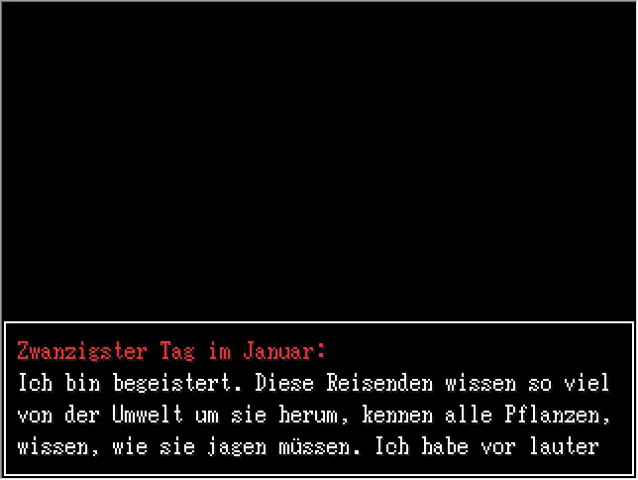 Zwanzigster Tag im Januar:
Ich bin begeistert. Diese Reisenden wissen so viel
von der Umwelt um sie herum, kennen alle Pflanzen,
wissen, wie sie jagen müssen. Ich habe vor lauter